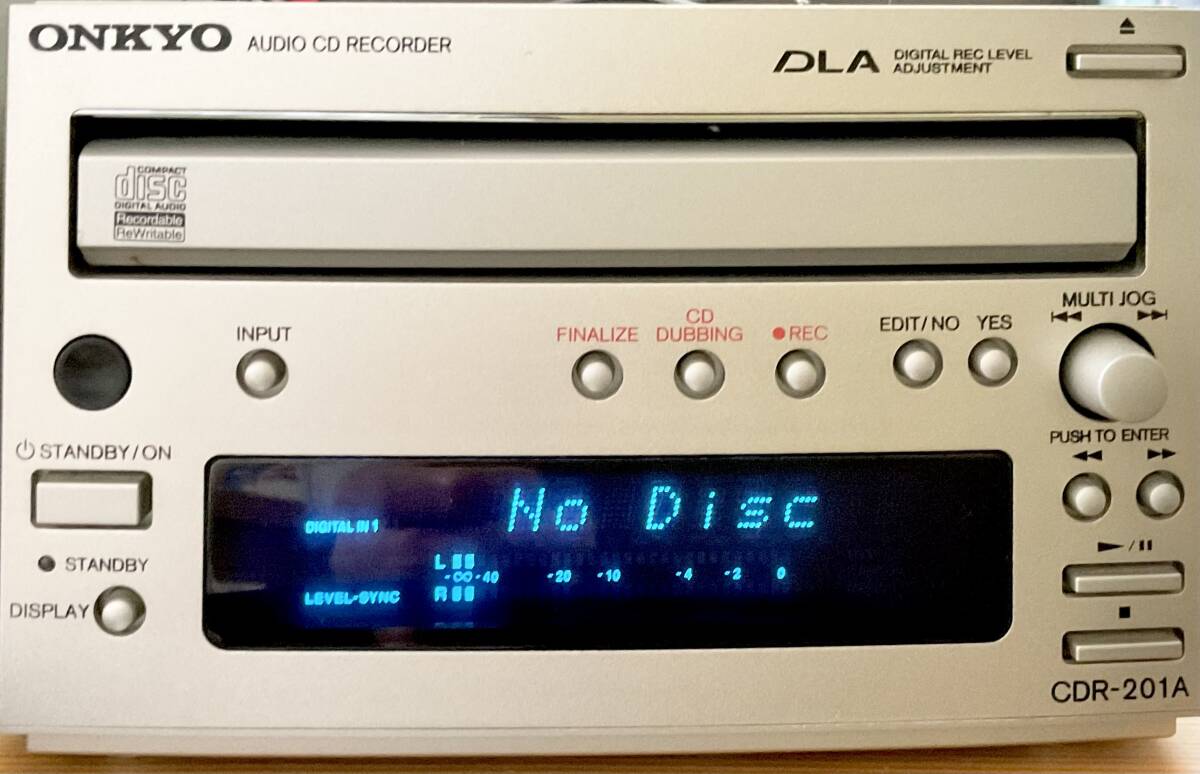 ONKYO AUDIO CD RECORDER
DLA DIGITAL REC LEVEL
ADJUSTMENT
COMPACT
disc
DIGITAL AUDIO
Recordable
ReWritable
MULTI JOG
INPUT
FINALIZE
CD
DUBBING
REC
EDIT/NO
YES
PUSH TO ENTER
STANDBY/ON
No Disc
DIGITAL IN 1
L
-∞ -40 -20 -10 -4 -2 0
LEVEL-SYNC
R
STANDBY
DISPLAY
CDR-201A